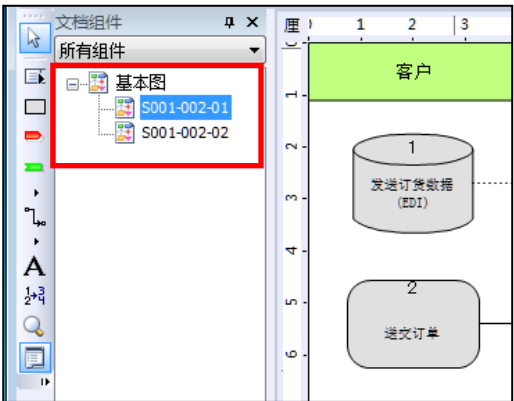 文档组件
所有组件
基本图
S001-002-01
S001-002-02
A
厘
1 2 3
客户
1
2
3
4
5
6
1
发送订货数据
(EDI)
2
送交订单